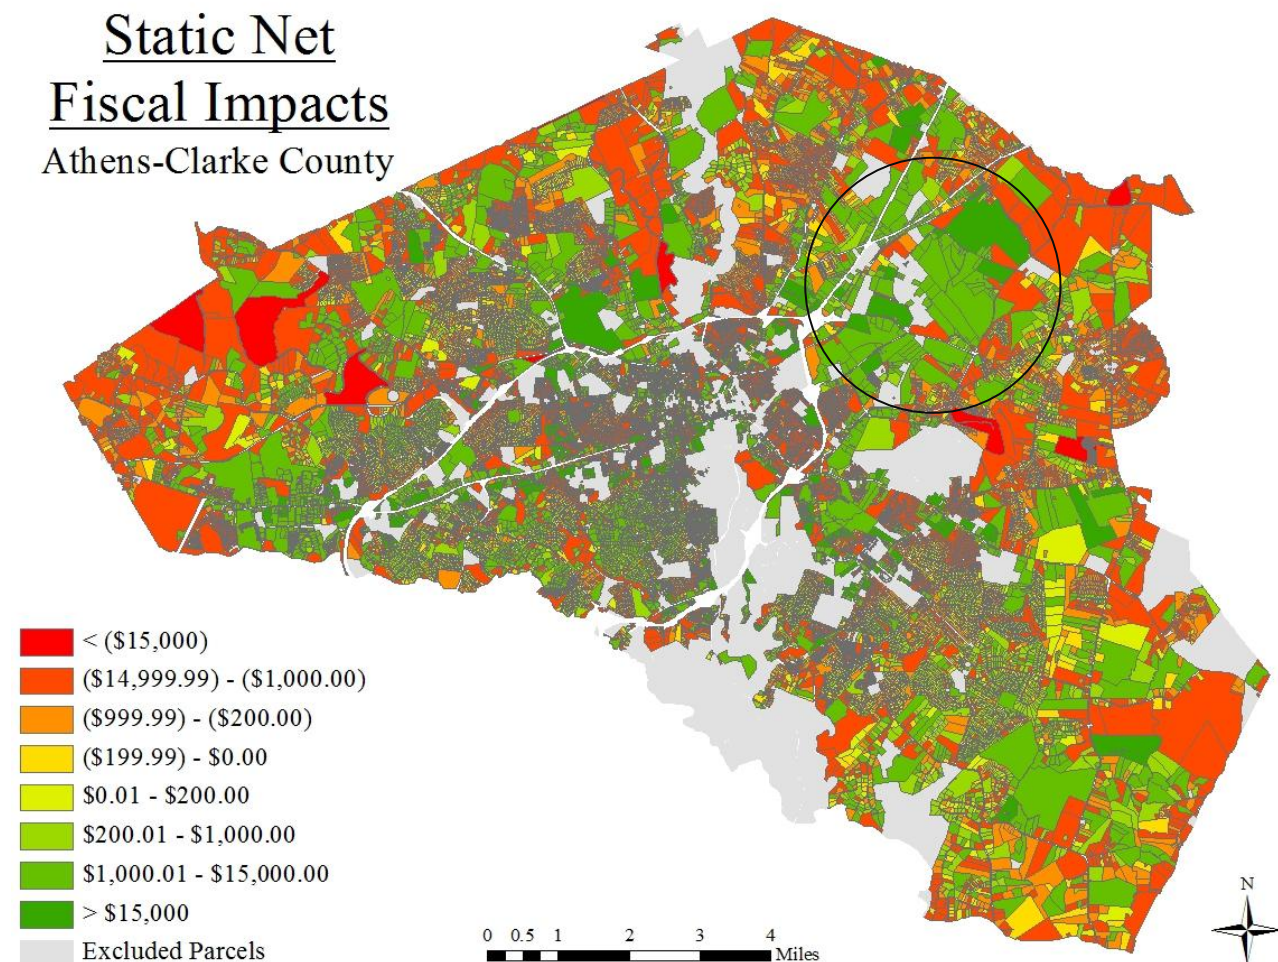 Static Net
Fiscal Impacts
Athens-Clarke County
< ($15,000)
($14,999.99) - ($1,000.00)
($999.99) - ($200.00)
($199.99) - $0.00
$0.01 - $200.00
$200.01 - $1,000.00
$1,000.01 - $15,000.00
> $15,000
Excluded Parcels
0 0.5 1 2 3 4
Miles
N